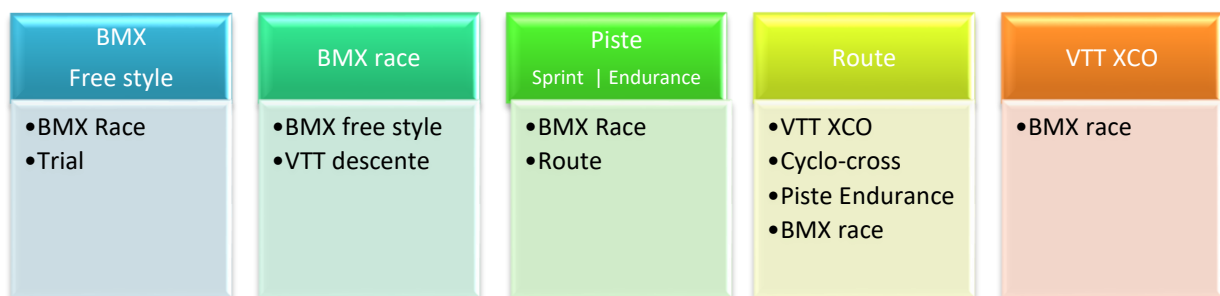 BMX
Free style
•BMX Race
•Trial
BMX race
•BMX free style
•VTT descente
Piste
Sprint | Endurance
•BMX Race
•Route
Route
•VTT XCO
•Cyclo-cross
•Piste Endurance
•BMX race
VTT XCO
•BMX race